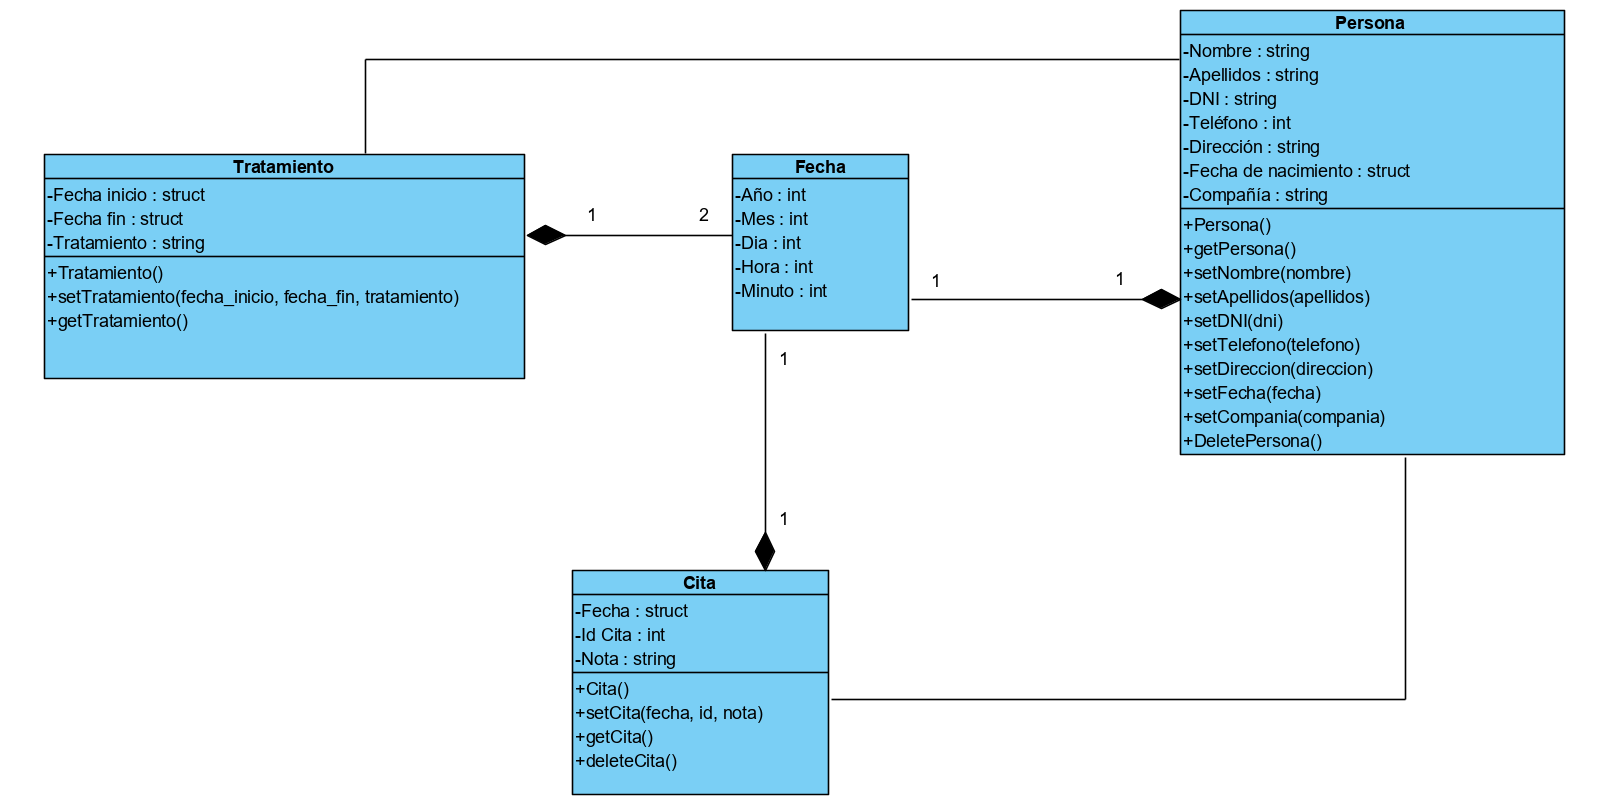 Persona
-Nombre : string
-Apellidos : string
-DNI : string
-Teléfono : int
-Dirección : string
-Fecha de nacimiento : struct
-Compañía : string
+Persona()
+getPersona()
+setNombre(nombre)
+setApellidos(apellidos)
+setDNI(dni)
+setTelefono(telefono)
+setDireccion(direccion)
+setFecha(fecha)
+setCompania(compania)
+DeletePersona()
Tratamiento
-Fecha inicio : struct
-Fecha fin : struct
-Tratamiento : string
+Tratamiento()
+setTratamiento(fecha_inicio, fecha_fin, tratamiento)
+getTratamiento()
1
2
Fecha
-Año : int
-Mes : int
-Dia : int
-Hora : int
-Minuto : int
1
1
1
1
Cita
-Fecha : struct
-Id Cita : int
-Nota : string
+Cita()
+setCita(fecha, id, nota)
+getCita()
+deleteCita()